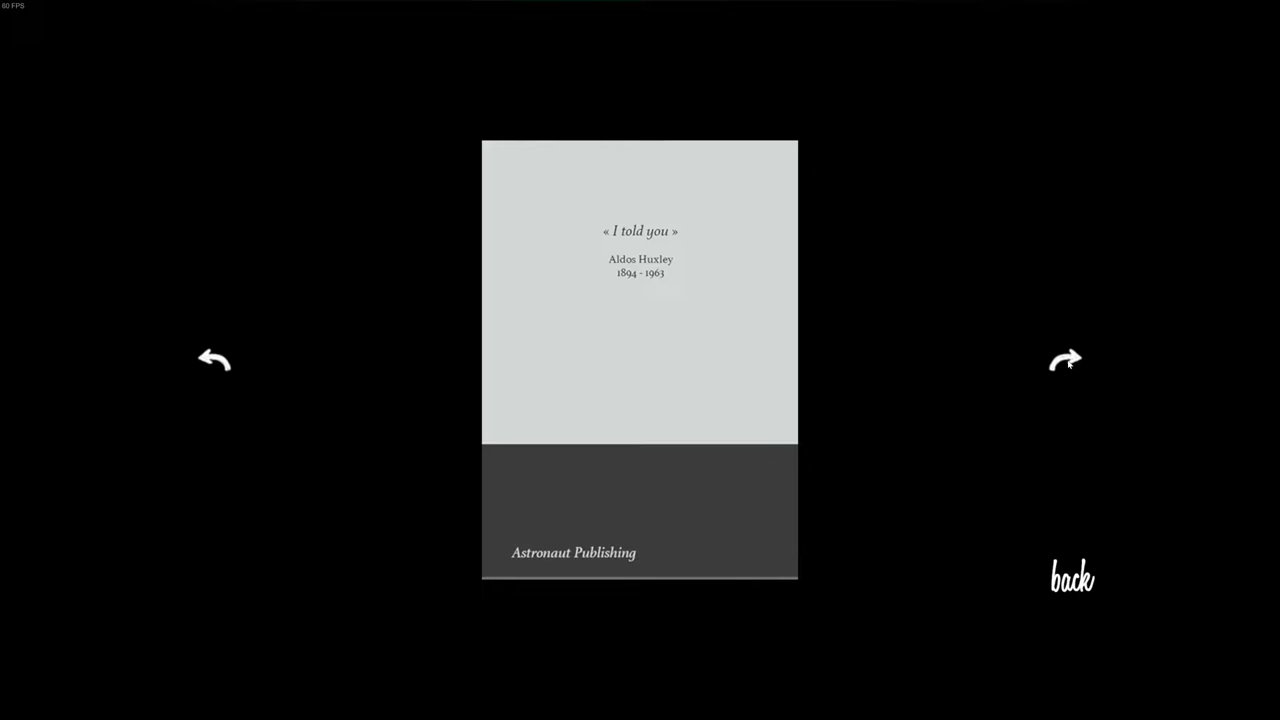 60 FPS
« I told you »
Aldos Huxley
1894 - 1963
Astronaut Publishing
back